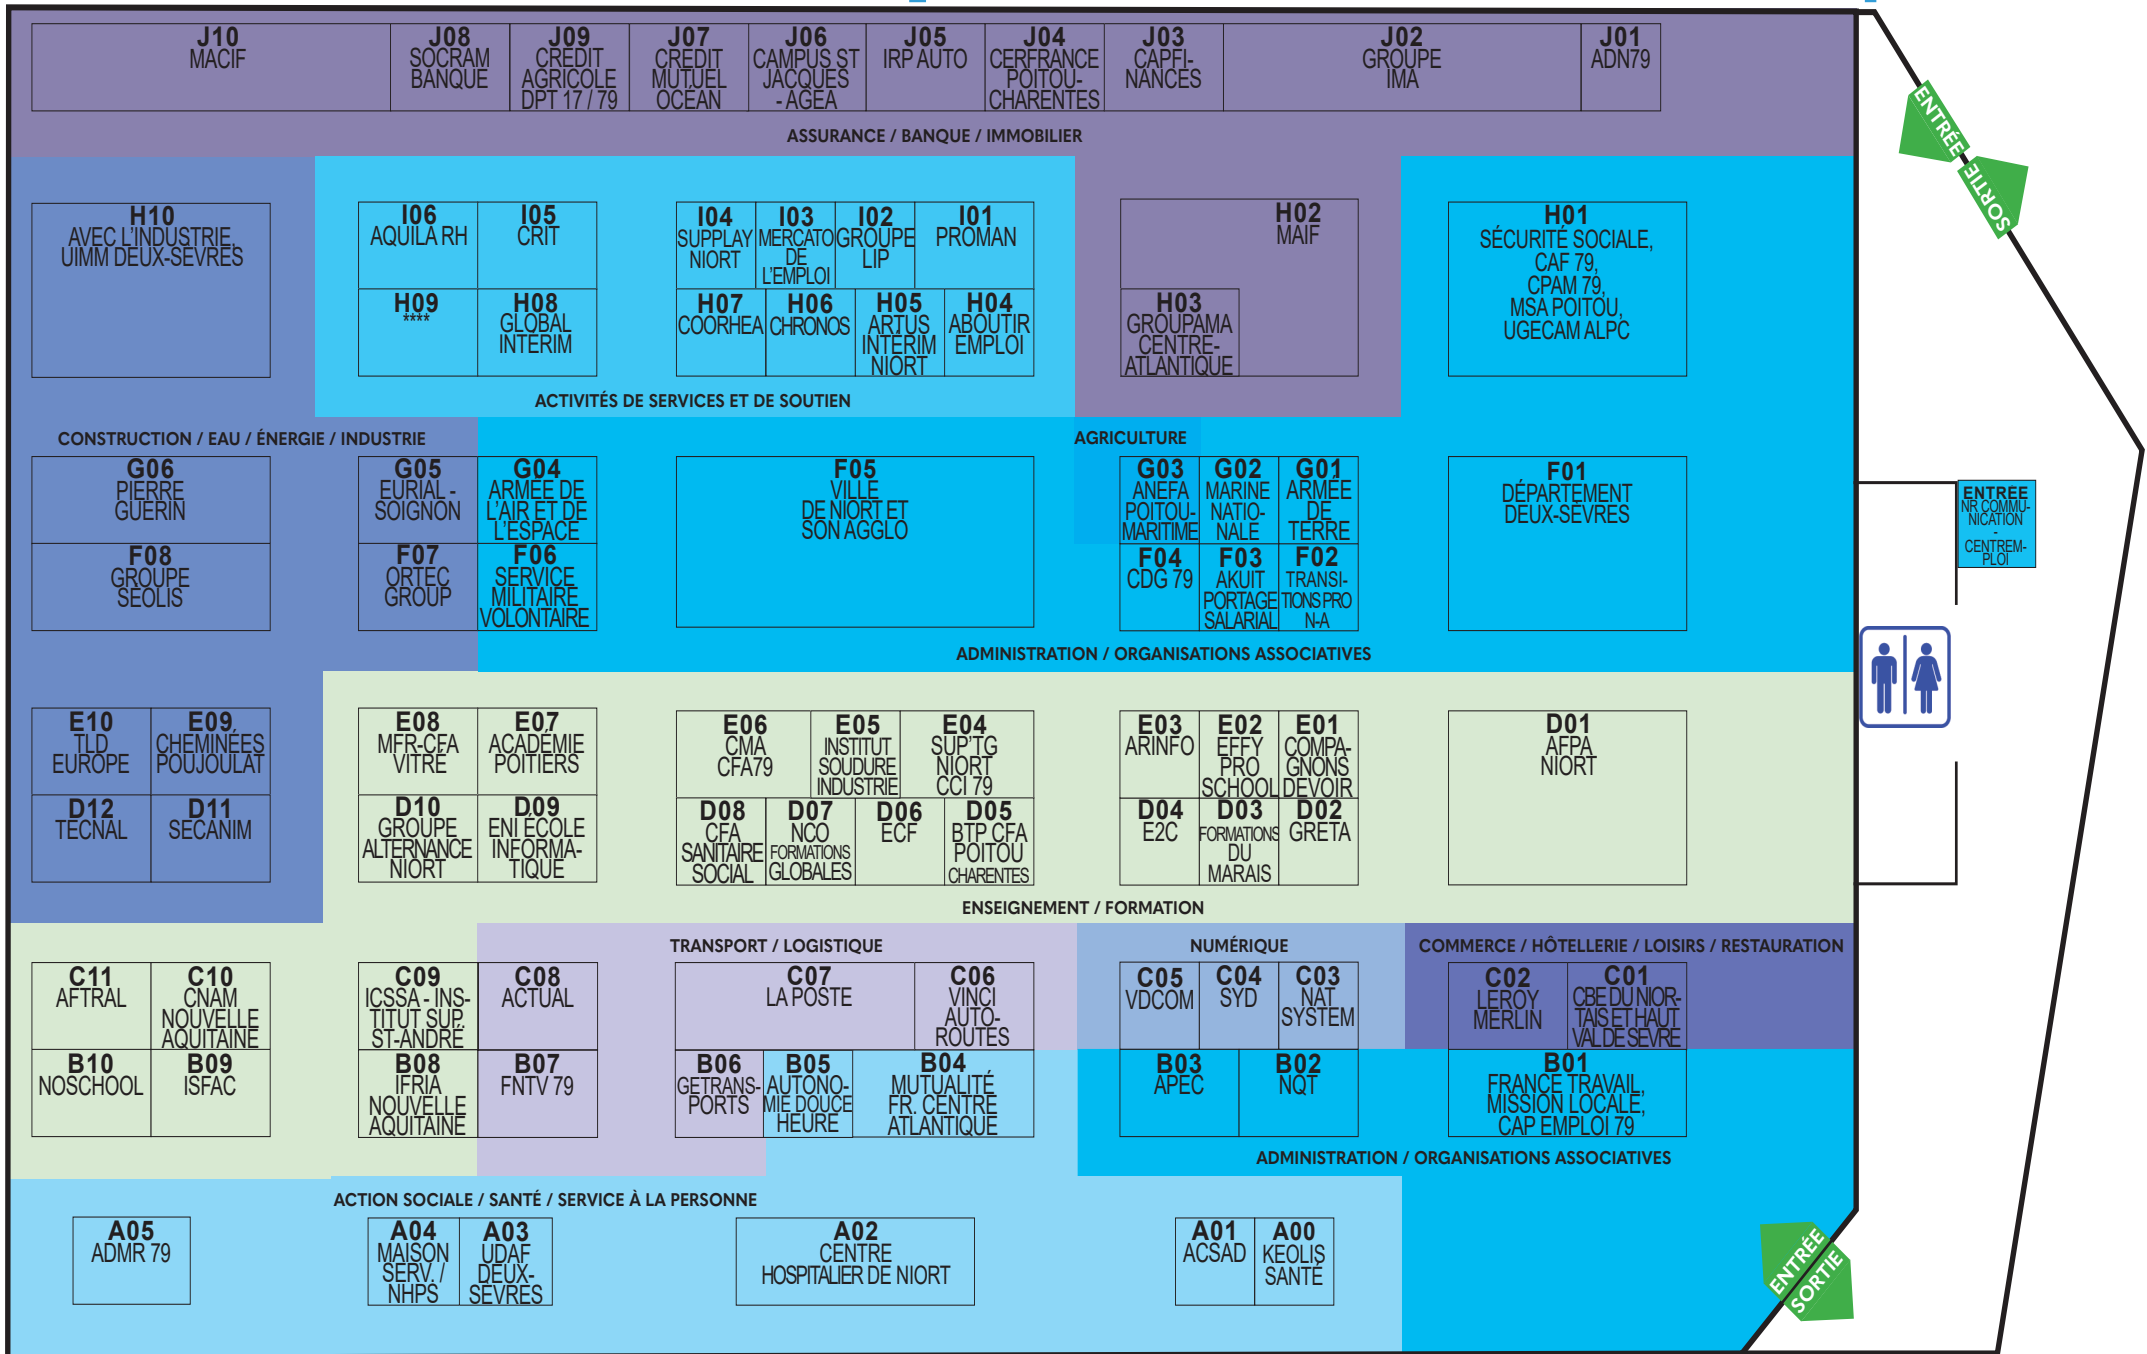 J10
MACIF
J08
SOCRAM
BANQUE
J09
CRÉDIT
AGRICOLE
DPT 17 / 79
J07
CRÉDIT
MUTUEL
OCÉAN
J06
CAMPUS ST
JACQUES
- AGEA
J05
IRP AUTO
J04
CERFRANCE
POITOU-
CHARENTES
J03
CAPFI-
NANCES
J02
GROUPE
IMA
J01
ADN79
ASSURANCE / BANQUE / IMMOBILIER
ENTRÉE
SORTIE
H10
AVEC L'INDUSTRIE,
UIMM DEUX-SÈVRES
I06
AQUILA RH
I05
CRIT
I04
SUPPLAY
NIORT
I03
MERCATO
DE
L'EMPLOI
I02
GROUPE
LIP
I01
PROMAN
H02
MAIF
H01
SÉCURITÉ SOCIALE,
CAF 79,
CPAM 79,
MSA POITOU,
UGECAM ALPC
H09
****
H08
GLOBAL
INTÉRIM
H07
COORHEA
H06
CHRONOS
H05
ARTUS
INTÉRIM
NIORT
H04
ABOUTIR
EMPLOI
H03
GROUPAMA
CENTRE-
ATLANTIQUE
ACTIVITÉS DE SERVICES ET DE SOUTIEN
CONSTRUCTION / EAU / ÉNERGIE / INDUSTRIE
AGRICULTURE
G06
PIERRE
GUERIN
G05
EURIAL -
SOIGNON
G04
ARMÉE DE
L'AIR ET DE
L'ESPACE
F05
VILLE
DE NIORT ET
SON AGGLO
G03
ANEFA
POITOU-
MARITIME
G02
MARINE
NATIO-
NALE
G01
ARMÉE
DE
TERRE
F01
DÉPARTEMENT
DEUX-SÈVRES
ENTRÉE
NR COMMU-
NICATION
-
CENTREM-
PLOI
F08
GROUPE
SÉOLIS
F07
ORTEC
GROUP
F06
SERVICE
MILITAIRE
VOLONTAIRE
F04
CDG 79
F03
AKUIT
PORTAGE
SALARIAL
F02
TRANSI-
TIONS PRO
N-A
ADMINISTRATION / ORGANISATIONS ASSOCIATIVES
E10
TLD
EUROPE
E09
CHEMINÉES
POUJOULAT
E08
MFR-CFA
VITRÉ
E07
ACADÉMIE
POITIERS
E06
CMA
CFA79
E05
INSTITUT
SOUDURE
INDUSTRIE
E04
SUP'TG
NIORT
CCI 79
E03
ARINFO
E02
EFFY
PRO
SCHOOL
E01
COMPA-
GNONS
DEVOIR
D01
AFPA
NIORT
D12
TECNAL
D11
SECANIM
D10
GROUPE
ALTERNANCE
NIORT
D09
ENI ÉCOLE
INFORMA-
TIQUE
D08
CFA
SANITAIRE
SOCIAL
D07
NCO
FORMATIONS
GLOBALES
D06
ECF
D05
BTP CFA
POITOU
CHARENTES
D04
E2C
D03
FORMATIONS
DU
MARAIS
D02
GRETA
ENSEIGNEMENT / FORMATION
TRANSPORT / LOGISTIQUE
NUMÉRIQUE
COMMERCE / HÔTELLERIE / LOISIRS / RESTAURATION
C11
AFTRAL
C10
CNAM
NOUVELLE
AQUITAINE
C09
ICSSA - INS-
TITUT SUP.
ST-ANDRÉ
C08
ACTUAL
C07
LA POSTE
C06
VINCI
AUTO-
ROUTES
C05
VDCOM
C04
SYD
C03
NAT
SYSTEM
C02
LEROY
MERLIN
C01
CBE DU NIOR-
TAIS ET HAUT
VAL DE SÈVRE
B10
NOSCHOOL
B09
ISFAC
B08
IFRIA
NOUVELLE
AQUITAINE
B07
FNTV 79
B06
GETRANS-
PORTS
B05
AUTONO-
MIE DOUCE
HEURE
B04
MUTUALITÉ
FR. CENTRE
ATLANTIQUE
B03
APEC
B02
NQT
B01
FRANCE TRAVAIL,
MISSION LOCALE,
CAP EMPLOI 79
ADMINISTRATION / ORGANISATIONS ASSOCIATIVES
ACTION SOCIALE / SANTÉ / SERVICE À LA PERSONNE
A05
ADMR 79
A04
MAISON
SERV. /
NHPS
A03
UDAF
DEUX-
SÈVRES
A02
CENTRE
HOSPITALIER DE NIORT
A01
ACSAD
A00
KEOLIS
SANTÉ
ENTRÉE
SORTIE